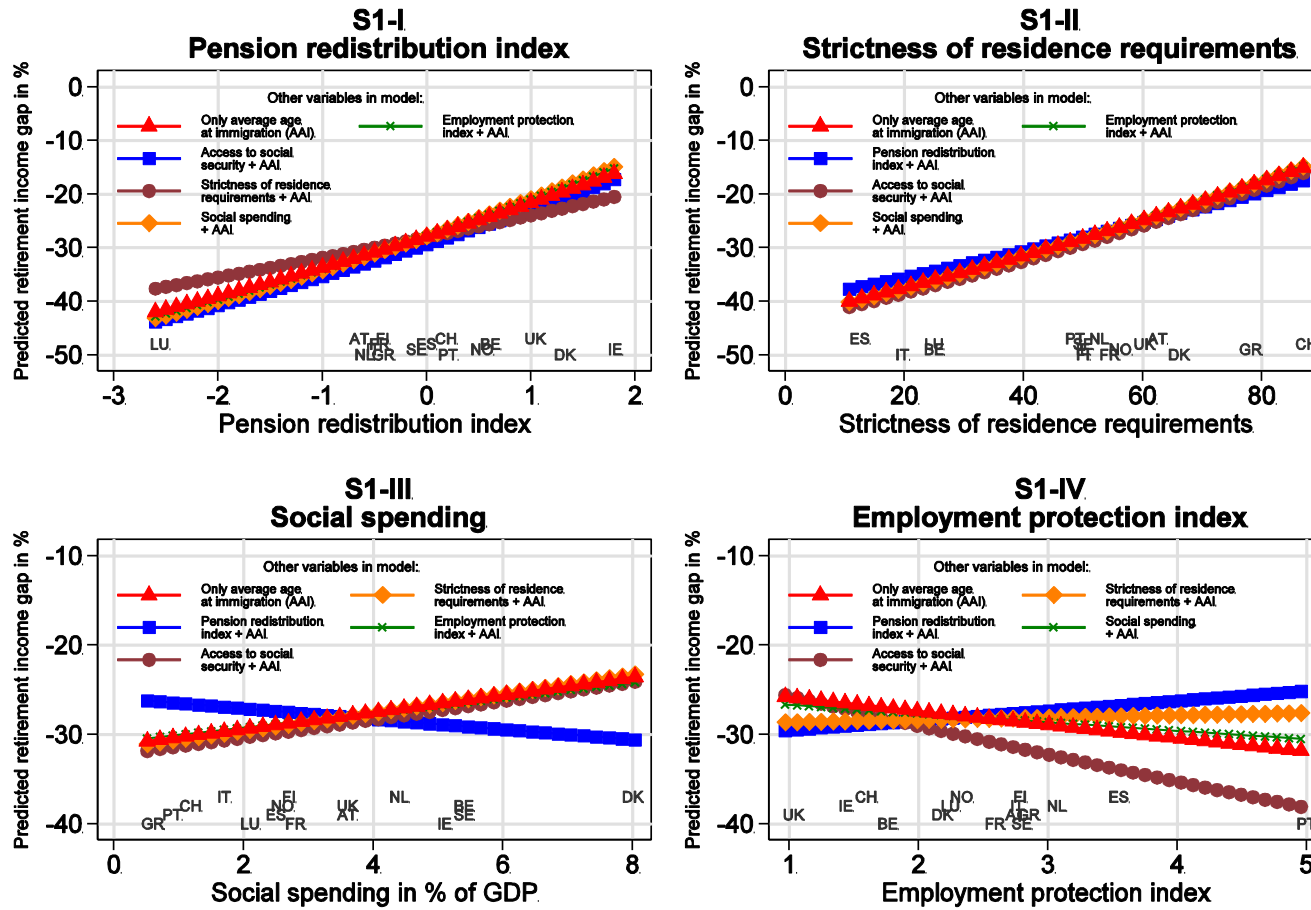 S1-I
Pension redistribution index
Predicted retirement income gap in %
0
-10
-20
-30
-40
-50
Other variables in model:
Only average age
at immigration (AAI)
Employment protection
index + AAI
Access to social
security + AAI
Strictness of residence
requirements + AAI
Social spending
+ AAI
LU AT FI ES CH BE UK
NL FR GR SE PT NO DK IE
-3 -2 -1 0 1 2
Pension redistribution index
S1-II
Strictness of residence requirements
Predicted retirement income gap in %
0
-10
-20
-30
-40
-50
Other variables in model:
Only average age
at immigration (AAI)
Employment protection
index + AAI
Pension redistribution
index + AAI
Access to social
security + AAI
Social spending
+ AAI
ES LU PT NL UK AT CH
IT BE SE FI FR NO DK GR
0 20 40 60 80
Strictness of residence requirements
S1-III
Social spending
Predicted retirement income gap in %
-10
-20
-30
-40
Other variables in model:
Only average age
at immigration (AAI)
Strictness of residence
requirements + AAI
Pension redistribution
index + AAI
Employment protection
index + AAI
Access to social
security + AAI
IT FI NL DK
CH NO UK BE
PT ES AT SE
GR LU FR IE
0 2 4 6 8
Social spending in % of GDP
S1-IV
Employment protection index
Predicted retirement income gap in %
-10
-20
-30
-40
Other variables in model:
Only average age
at immigration (AAI)
Strictness of residence
requirements + AAI
Pension redistribution
index + AAI
Social spending
+ AAI
Access to social
security + AAI
CH NO FI ES
IE LU IT NL
UK DK AT GR
BE FR SE PT
1 2 3 4 5
Employment protection index